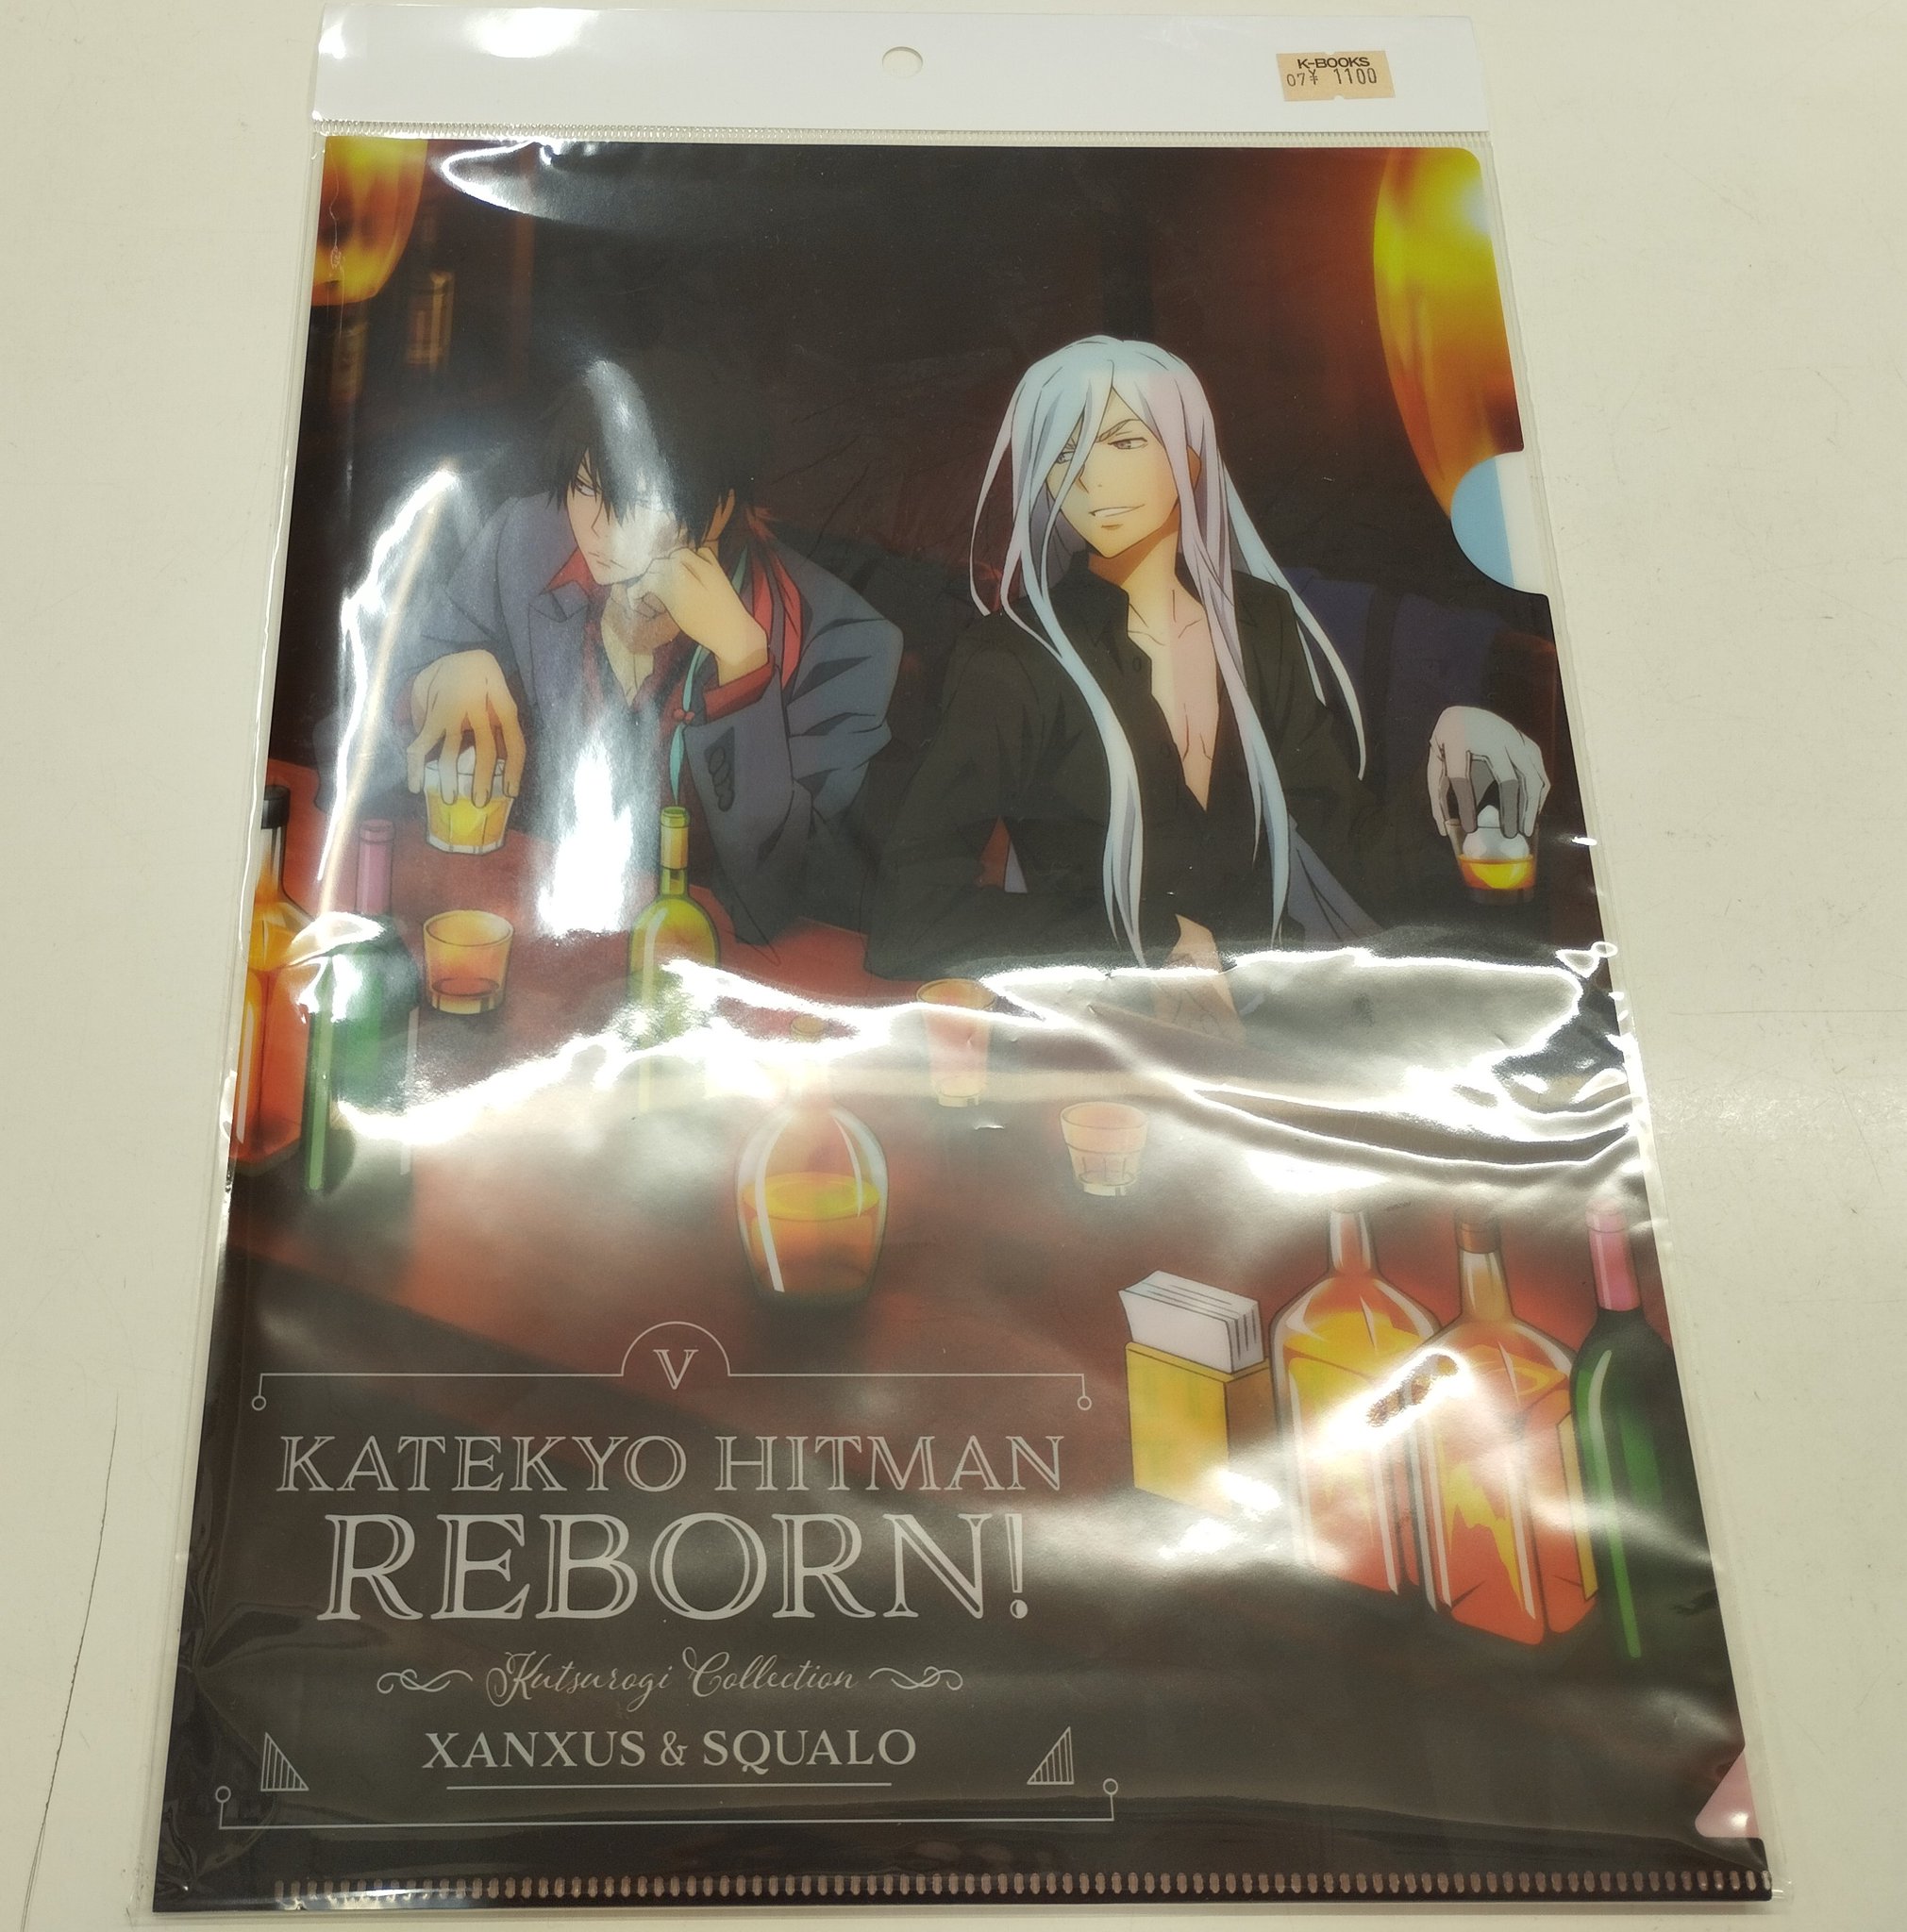 K-BOOKS
07¥ 1100
V
KATEKYO HITMAN
REBORN!
Kutsurogi Collection
XANXUS & SQUALO